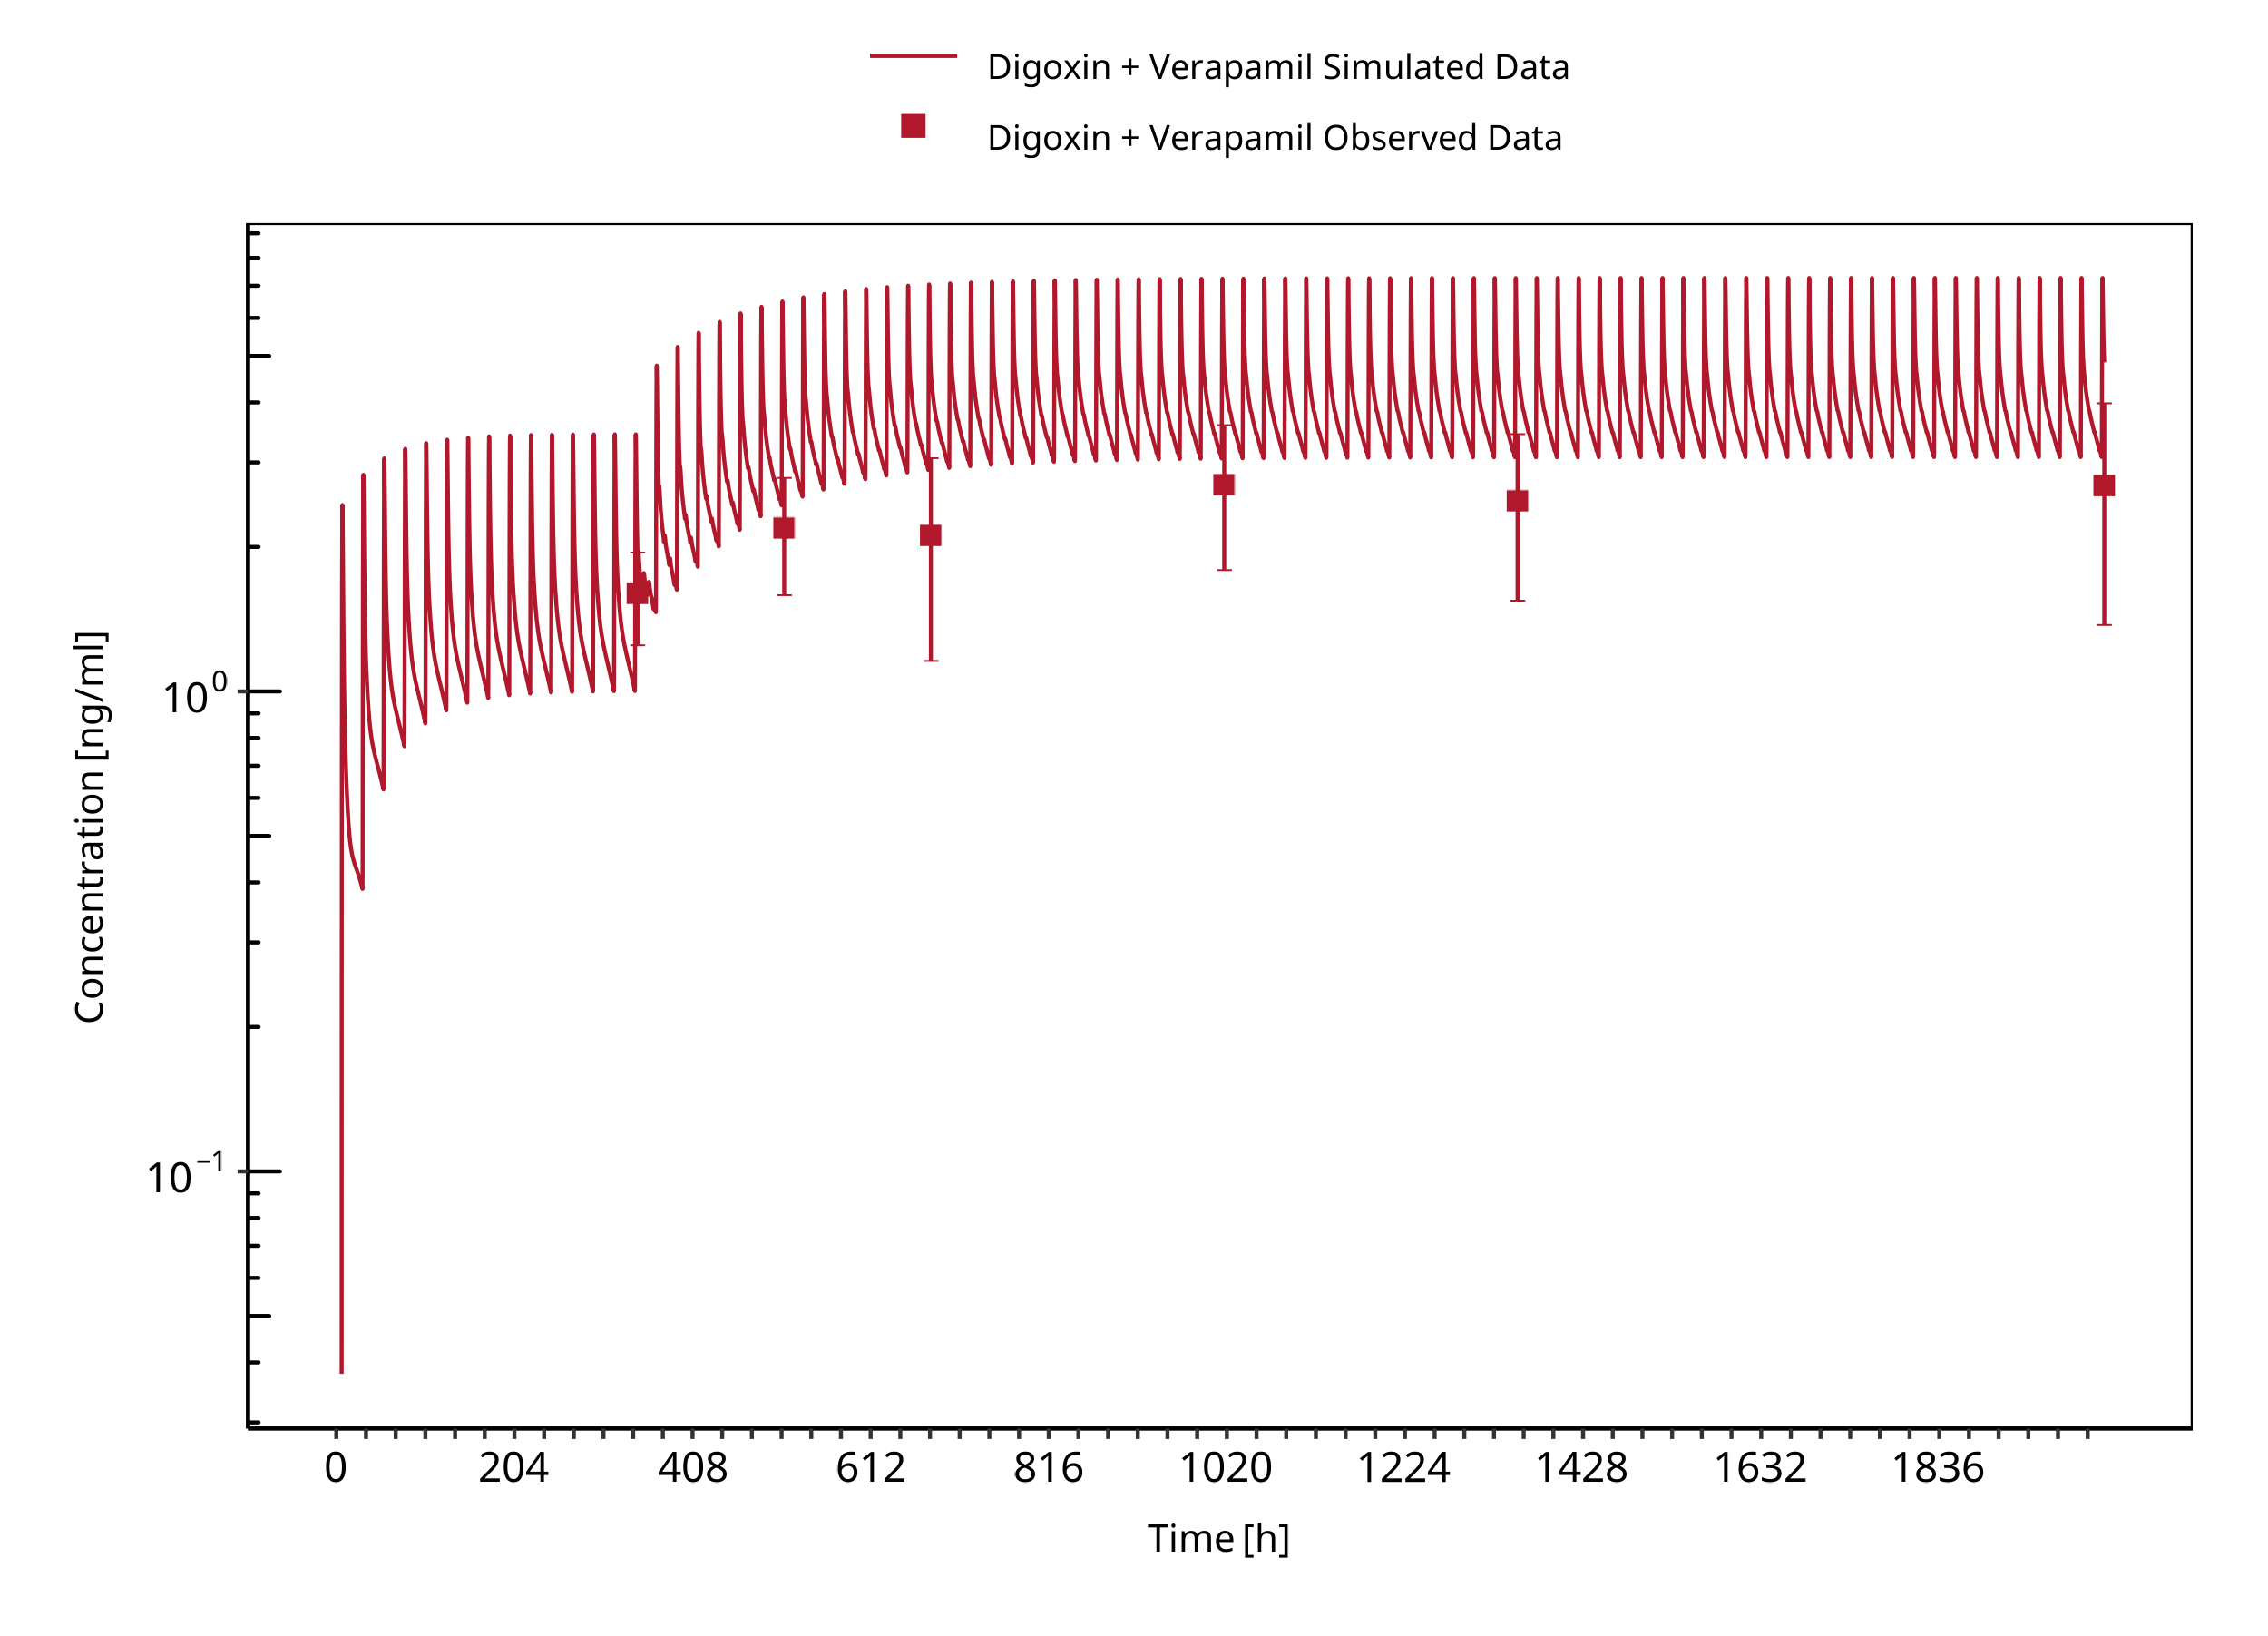 Digoxin + Verapamil Simulated Data
Digoxin + Verapamil Observed Data
Concentration [ng/ml]
10⁰
10⁻¹
0 204 408 612 816 1020 1224 1428 1632 1836
Time [h]